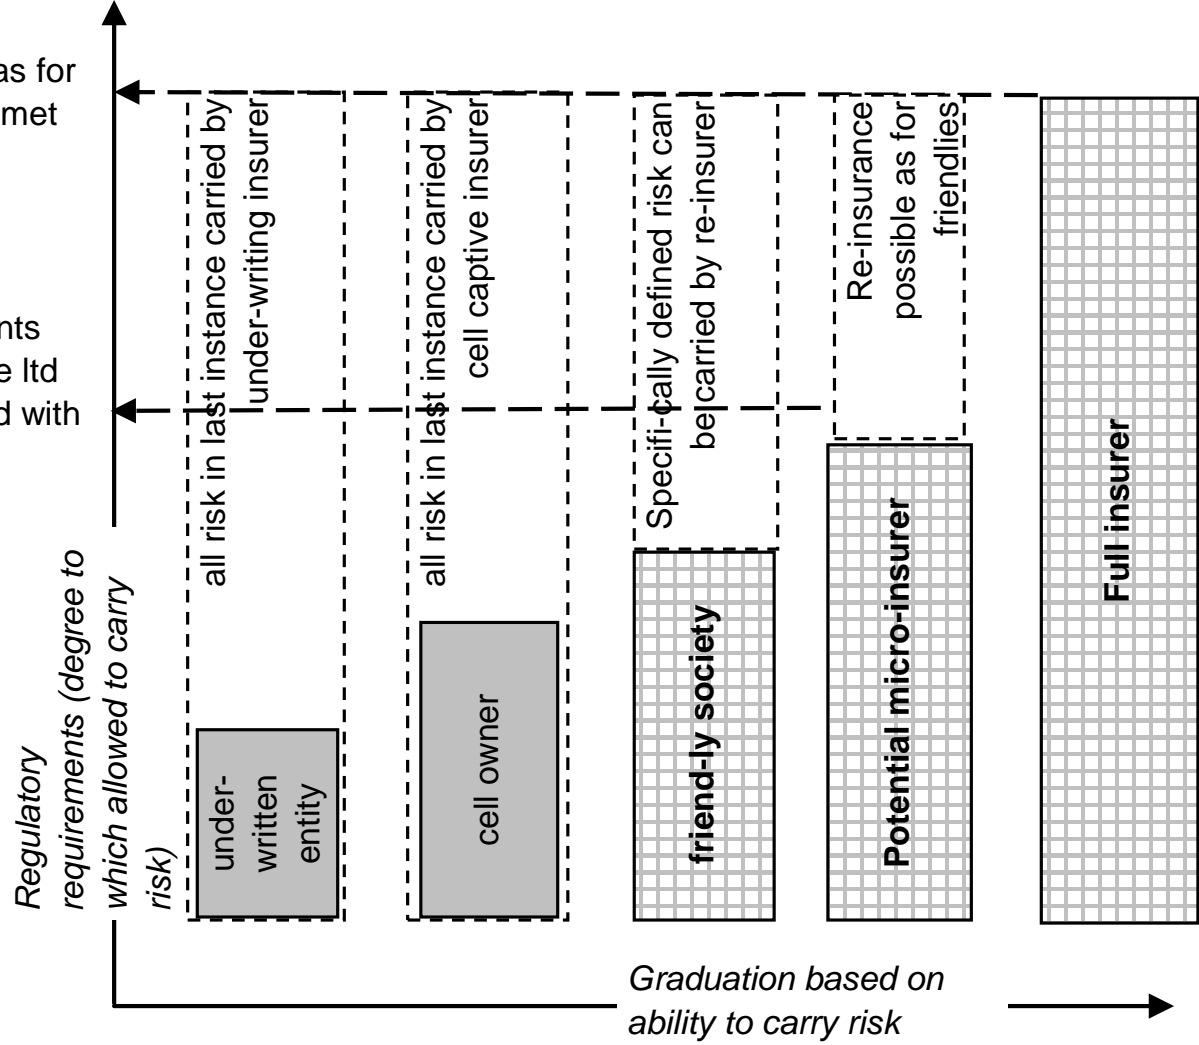 as for
met
nts
e ltd
d with
Regulatory
requirements (degree to
which allowed to carry
risk)
all risk in last instance carried by
under-writing insurer
under-
written
entity
all risk in last instance carried by
cell captive insurer
cell owner
Specifi-cally defined risk can
be carried by re-insurer
friend-ly society
Re-insurance
possible as for
friendlies
Potential micro-insurer
Full insurer
Graduation based on
ability to carry risk